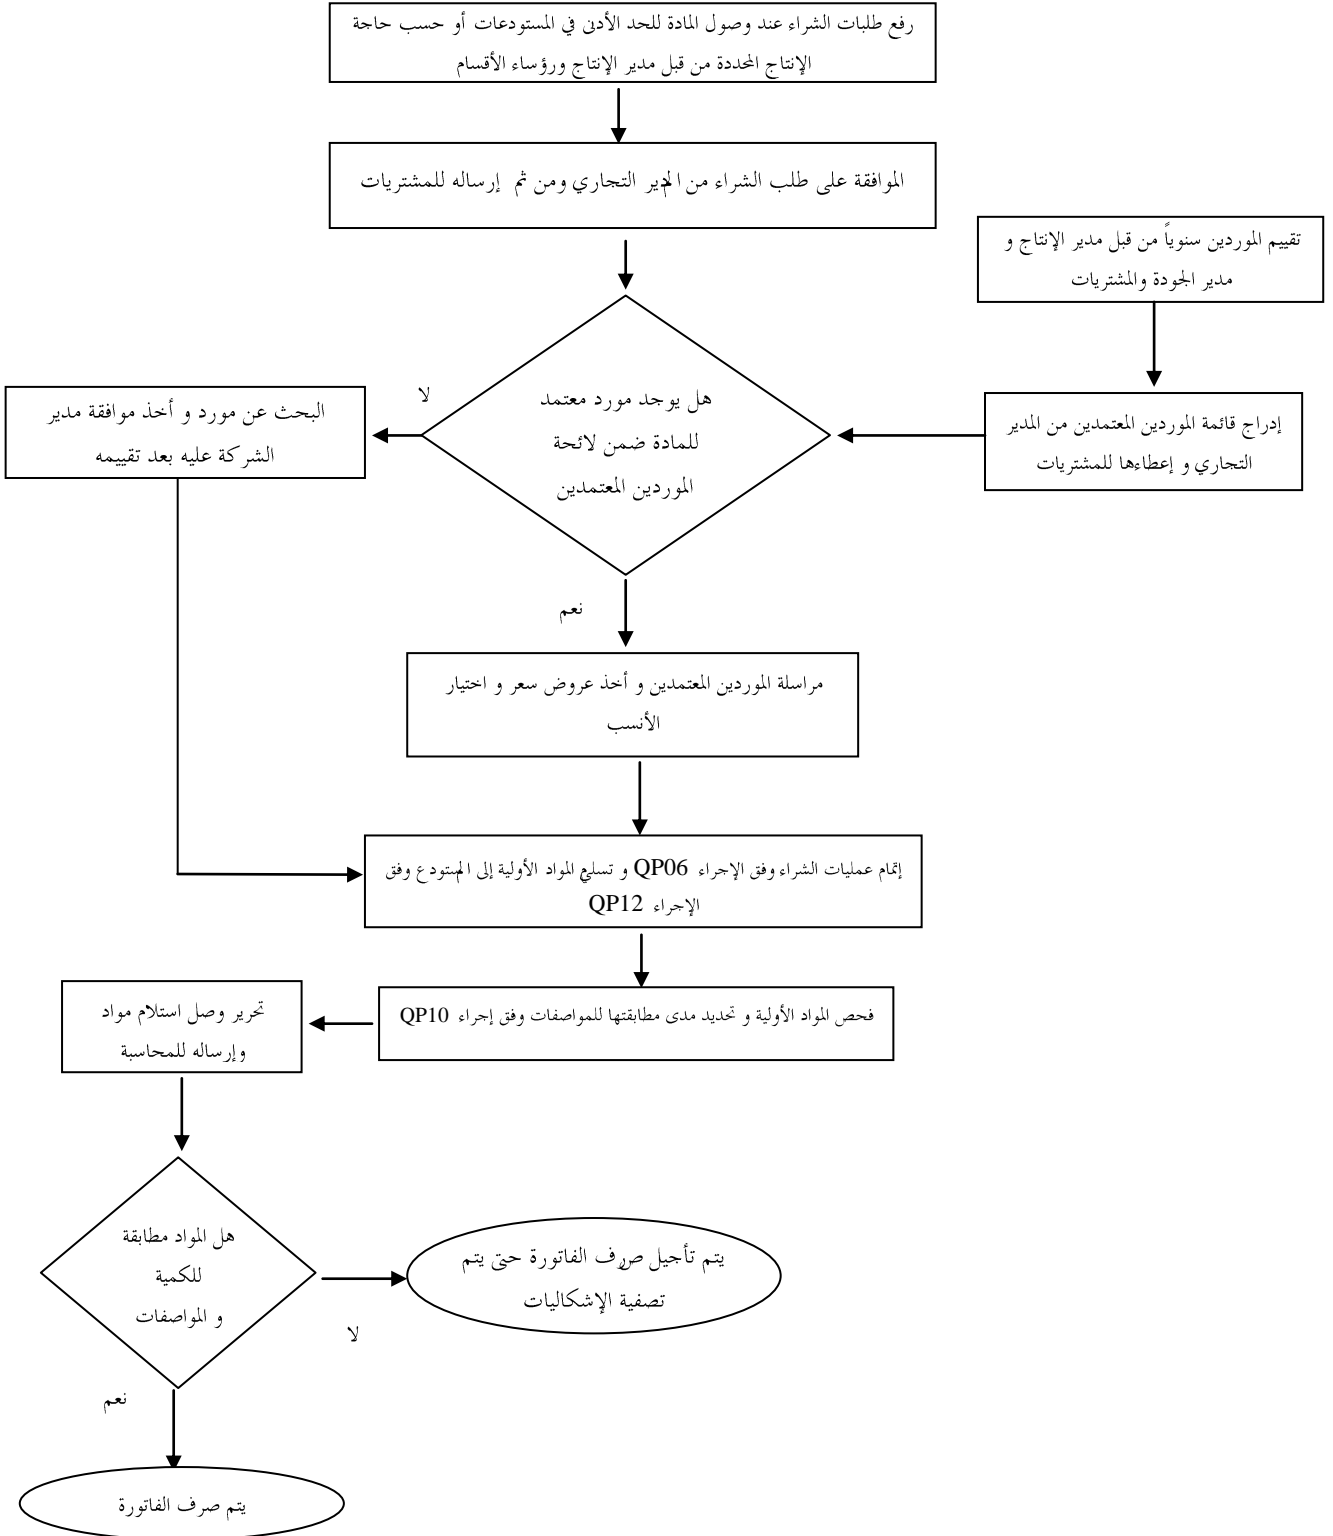 رفع طلبات الشراء عند وصول المادة للحد الأدنى في المستودعات أو حسب حاجة
الإنتاج المحددة من قبل مدير الإنتاج ورؤساء الأقسام
الموافقة على طلب الشراء من المدير التجاري ومن ثم إرساله للمشتريات
تقييم الموردين سنوياً من قبل مدير الإنتاج و
مدير الجودة والمشتريات
إدراج قائمة الموردين المعتمدين من المدير
التجاري و إعطاءها للمشتريات
هل يوجد مورد معتمد
للمادة ضمن لائحة
الموردين المعتمدين
لا
البحث عن مورد و أخذ موافقة مدير
الشركة عليه بعد تقييمه
نعم
مراسلة الموردين المعتمدين و أخذ عروض سعر و اختيار
الأنسب
إتمام عمليات الشراء وفق الإجراء QP06 و تسليم المواد الأولية إلى المستودع وفق
الإجراء QP12
فحص المواد الأولية و تحديد مدى مطابقتها للمواصفات وفق إجراء QP10
تحرير وصل استلام مواد
وإرساله للمحاسبة
هل المواد مطابقة
للكمية
و المواصفات
لا
يتم تأجيل صرف الفاتورة حتى يتم
تصفية الإشكاليات
نعم
يتم صرف الفاتورة